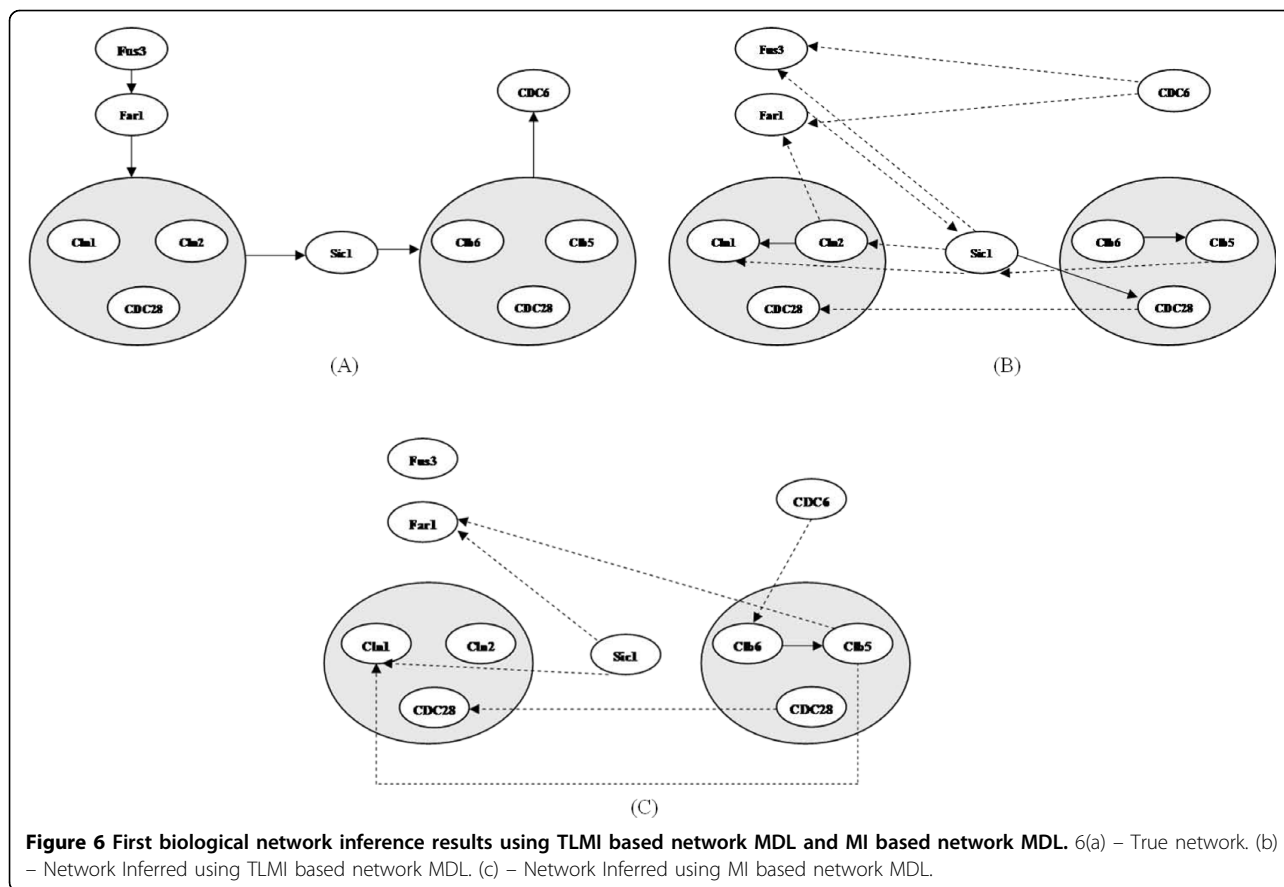 Fus3
Far1
CDC6
Cln1
Cln2
Sic1
Clb6
Clb5
CDC28
CDC28
(A)
Fus3
Far1
CDC6
Cln1
Cln2
Sic1
Clb6
Clb5
CDC28
CDC28
(B)
Fus3
Far1
CDC6
Cln1
Cln2
Sic1
Clb6
Clb5
CDC28
CDC28
(C)
Figure 6 First biological network inference results using TLMI based network MDL and MI based network MDL. 6(a) – True network. (b)
– Network Inferred using TLMI based network MDL. (c) – Network Inferred using MI based network MDL.